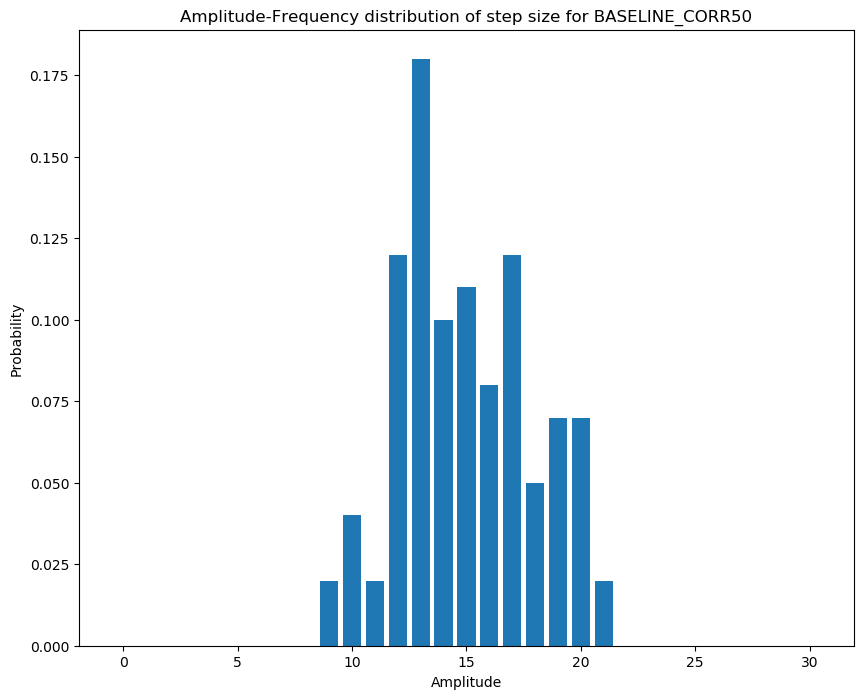 Amplitude-Frequency distribution of step size for BASELINE_CORR50
0.175
0.150
0.125
0.100
0.075
0.050
0.025
0.000
Probability
0 5 10 15 20 25 30
Amplitude